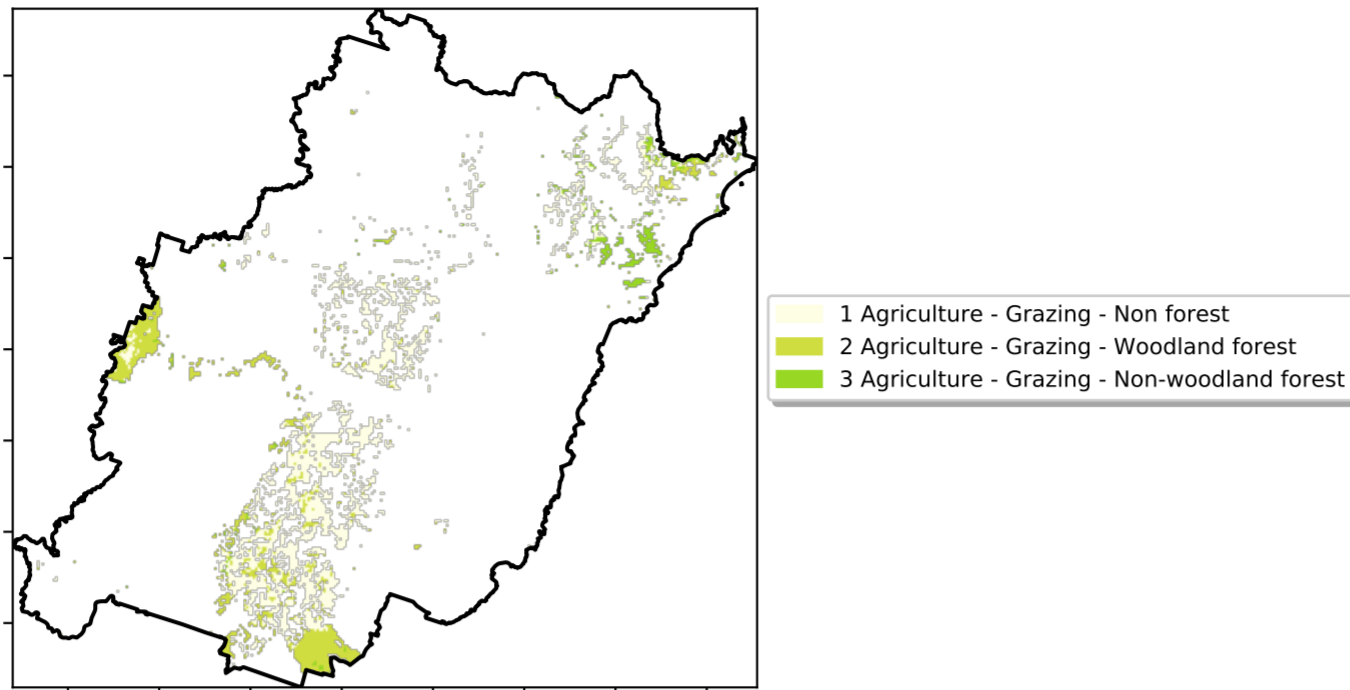 1 Agriculture - Grazing - Non forest
2 Agriculture - Grazing - Woodland forest
3 Agriculture - Grazing - Non-woodland forest